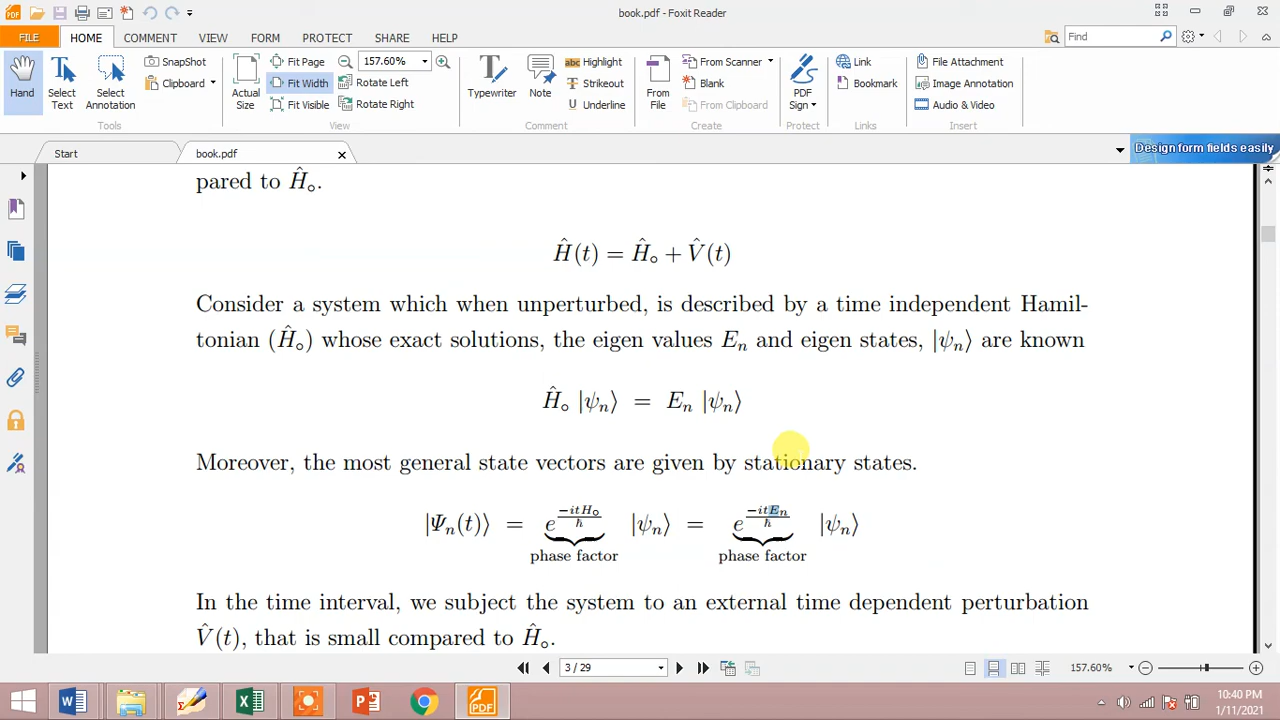 book.pdf - Foxit Reader
FILE HOME COMMENT VIEW FORM PROTECT SHARE HELP Find
Hand Select Text Select Annotation SnapShot Clipboard Tools
Actual Size Fit Page Fit Width Fit Visible 157.60% Rotate Left Rotate Right View
Typewriter Note Highlight Strikeout Underline Comment
From File From Scanner Blank From Clipboard Create
PDF Sign Protect
Link Bookmark Links
File Attachment Image Annotation Audio & Video Insert
Start book.pdf Design form fields easily
pared to Ĥ∘.
Ĥ(t) = Ĥ∘ + V̂(t)
Consider a system which when unperturbed, is described by a time independent Hamil-
tonian (Ĥ∘) whose exact solutions, the eigen values Eₙ and eigen states, |ψₙ⟩ are known
Ĥ∘ |ψₙ⟩ = Eₙ |ψₙ⟩
Moreover, the most general state vectors are given by stationary states.
|Ψₙ(t)⟩ = e^(-itH∘/ħ) |ψₙ⟩ = e^(-itEₙ/ħ) |ψₙ⟩
phase factor phase factor
In the time interval, we subject the system to an external time dependent perturbation
V̂(t), that is small compared to Ĥ∘.
3 / 29 157.60%
10:40 PM
1/11/2021